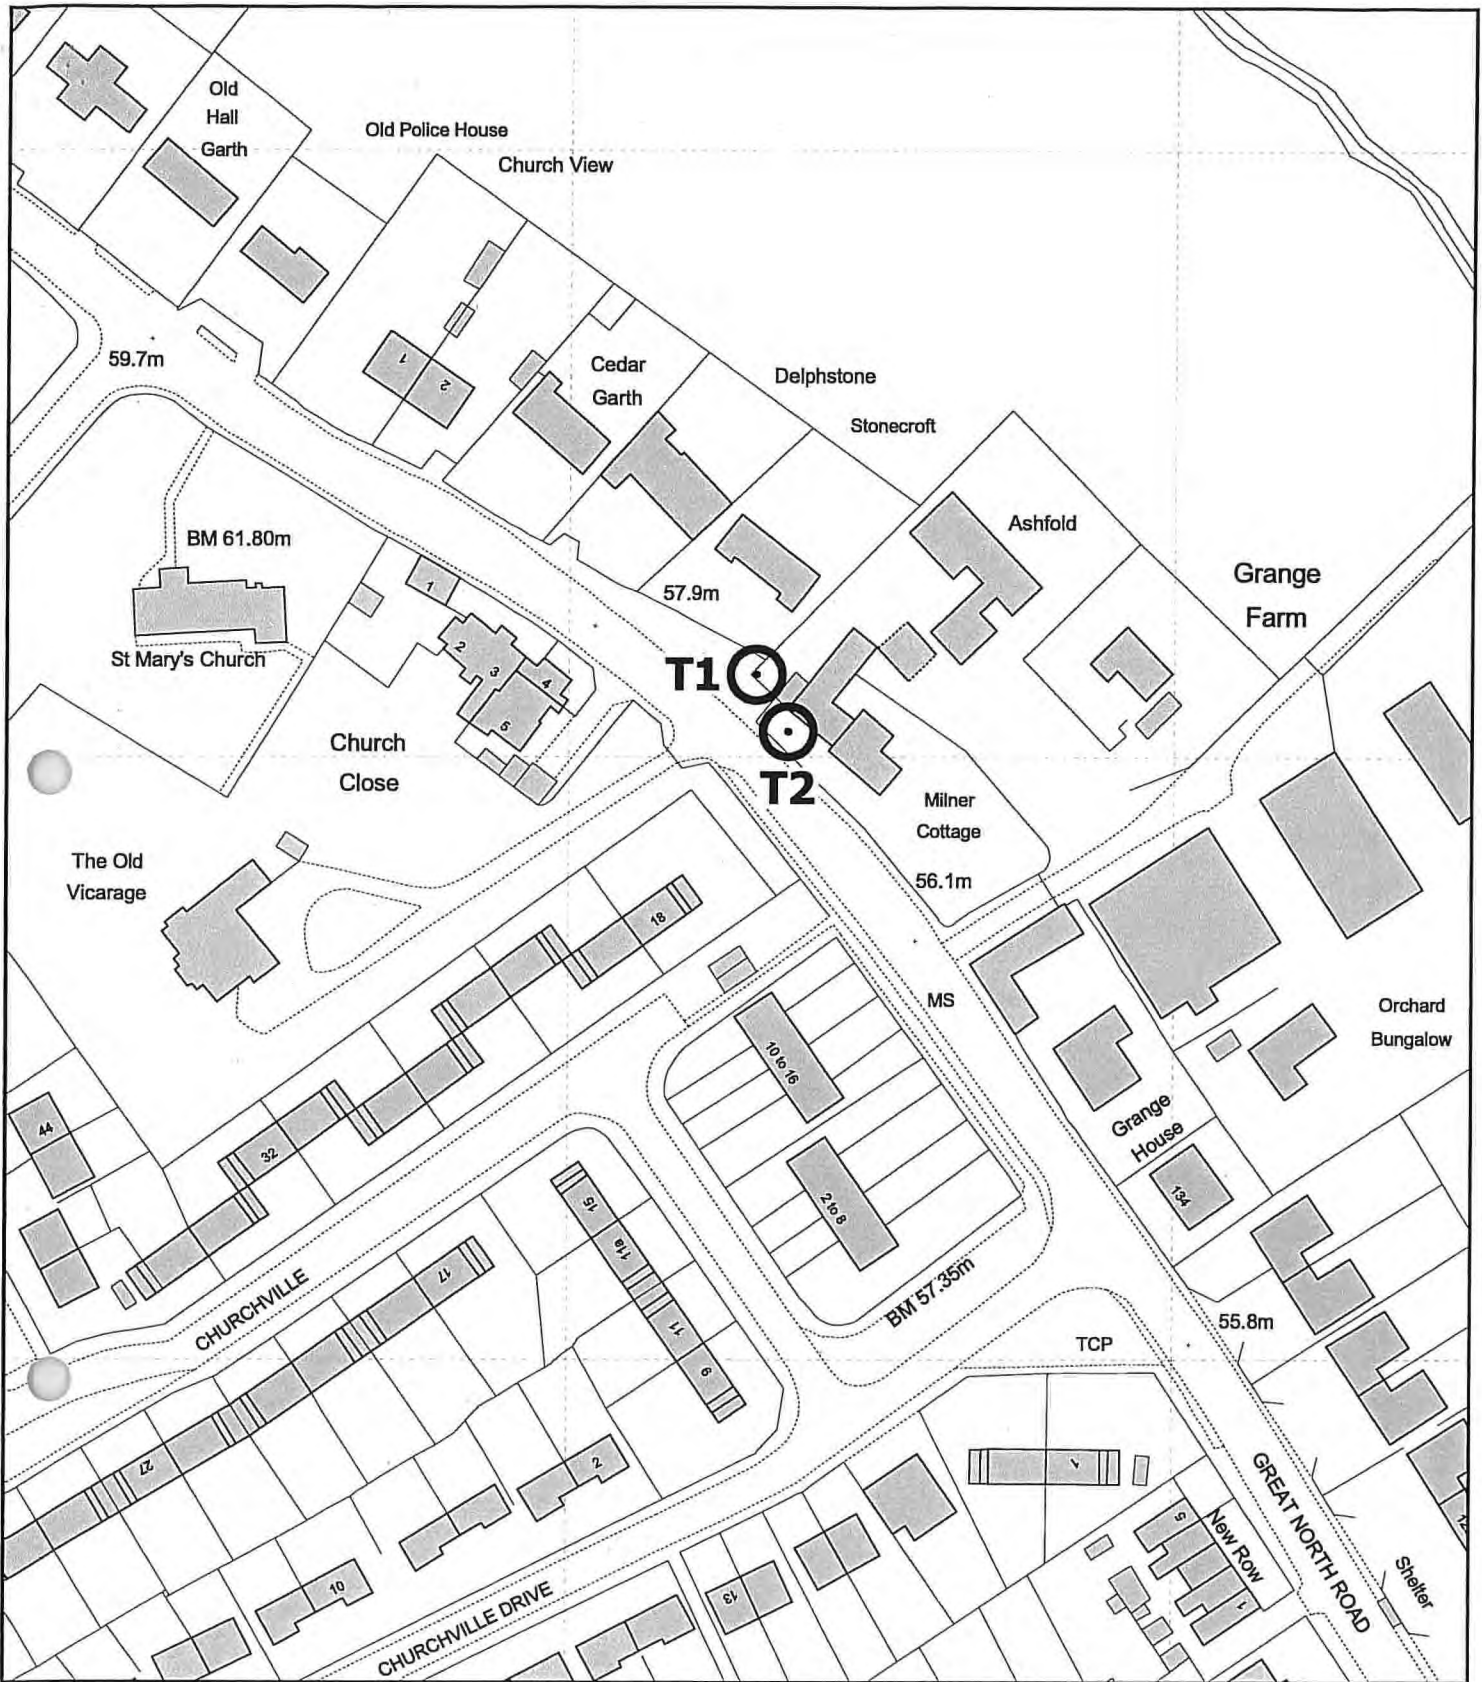 Old
Hall
Garth
Old Police House
Church View
59.7m
1
2
Cedar
Garth
Delphstone
Stonecroft
Ashfold
BM 61.80m
57.9m
Grange
Farm
1
2
3
4
5
St Mary's Church
T1
T2
Church
Close
Milner
Cottage
56.1m
The Old
Vicarage
18
MS
Orchard
Bungalow
10 to 16
44
32
Grange
House
134
2 to 8
15
11a
11
9
17
CHURCHVILLE
BM 57.35m
55.8m
TCP
27
2
1
GREAT NORTH ROAD
5
New Row
1
Shelter
10
13
CHURCHVILLE DRIVE